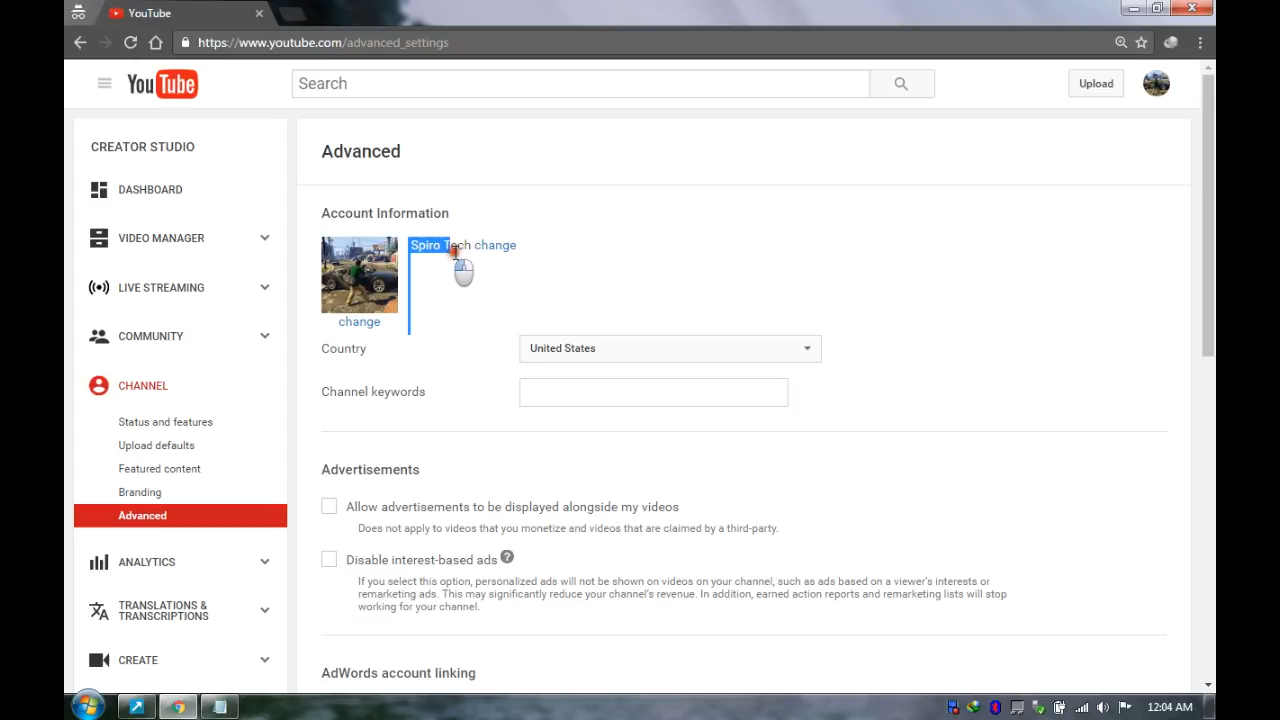 YouTube
https://www.youtube.com/advanced_settings
YouTube
Search
Upload
CREATOR STUDIO
DASHBOARD
VIDEO MANAGER
LIVE STREAMING
COMMUNITY
CHANNEL
Status and features
Upload defaults
Featured content
Branding
Advanced
ANALYTICS
TRANSLATIONS &
TRANSCRIPTIONS
CREATE
Advanced
Account Information
Spiro Tech change
change
Country
United States
Channel keywords
Advertisements
Allow advertisements to be displayed alongside my videos
Does not apply to videos that you monetize and videos that are claimed by a third-party.
Disable interest-based ads ?
If you select this option, personalized ads will not be shown on videos on your channel, such as ads based on a viewer's interests or
remarketing ads. This may significantly reduce your channel's revenue. In addition, earned action reports and remarketing lists will stop
working for your channel.
AdWords account linking
12:04 AM